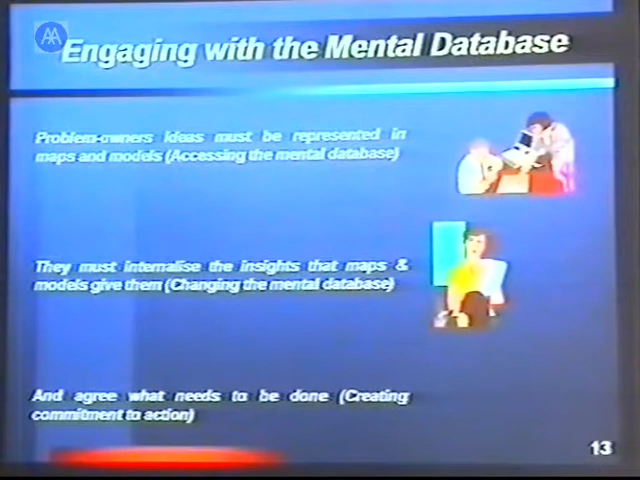 AA
Engaging with the Mental Database
Problem-owners ideas must be represented in
maps and models (Accessing the mental database)
They must internalise the insights that maps &
models give them (Changing the mental database)
And agree what needs to be done (Creating
commitment to action)
13